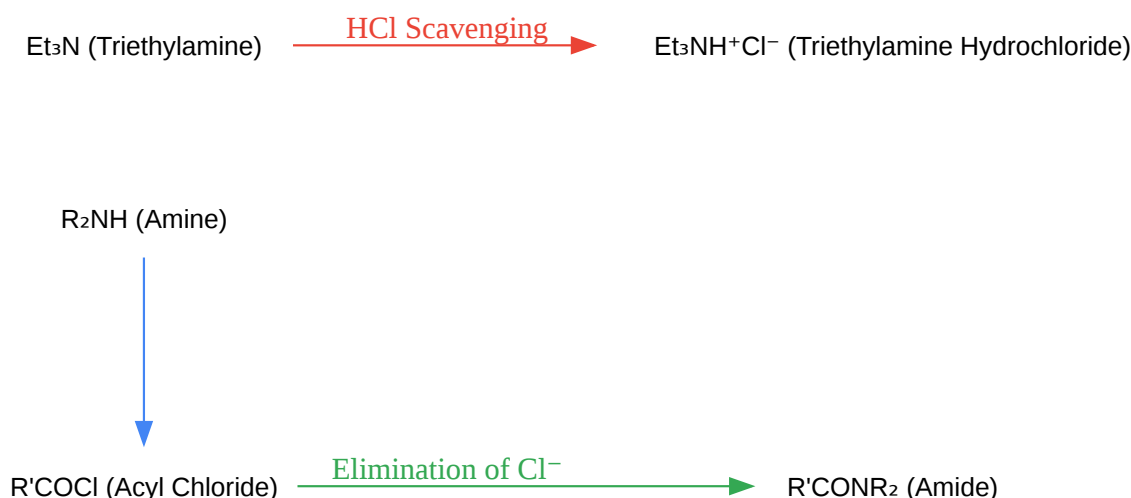 Et₃N (Triethylamine)
HCl Scavenging
Et₃NH⁺Cl⁻ (Triethylamine Hydrochloride)
R₂NH (Amine)
R'COCl (Acyl Chloride)
Elimination of Cl⁻
R'CONR₂ (Amide)